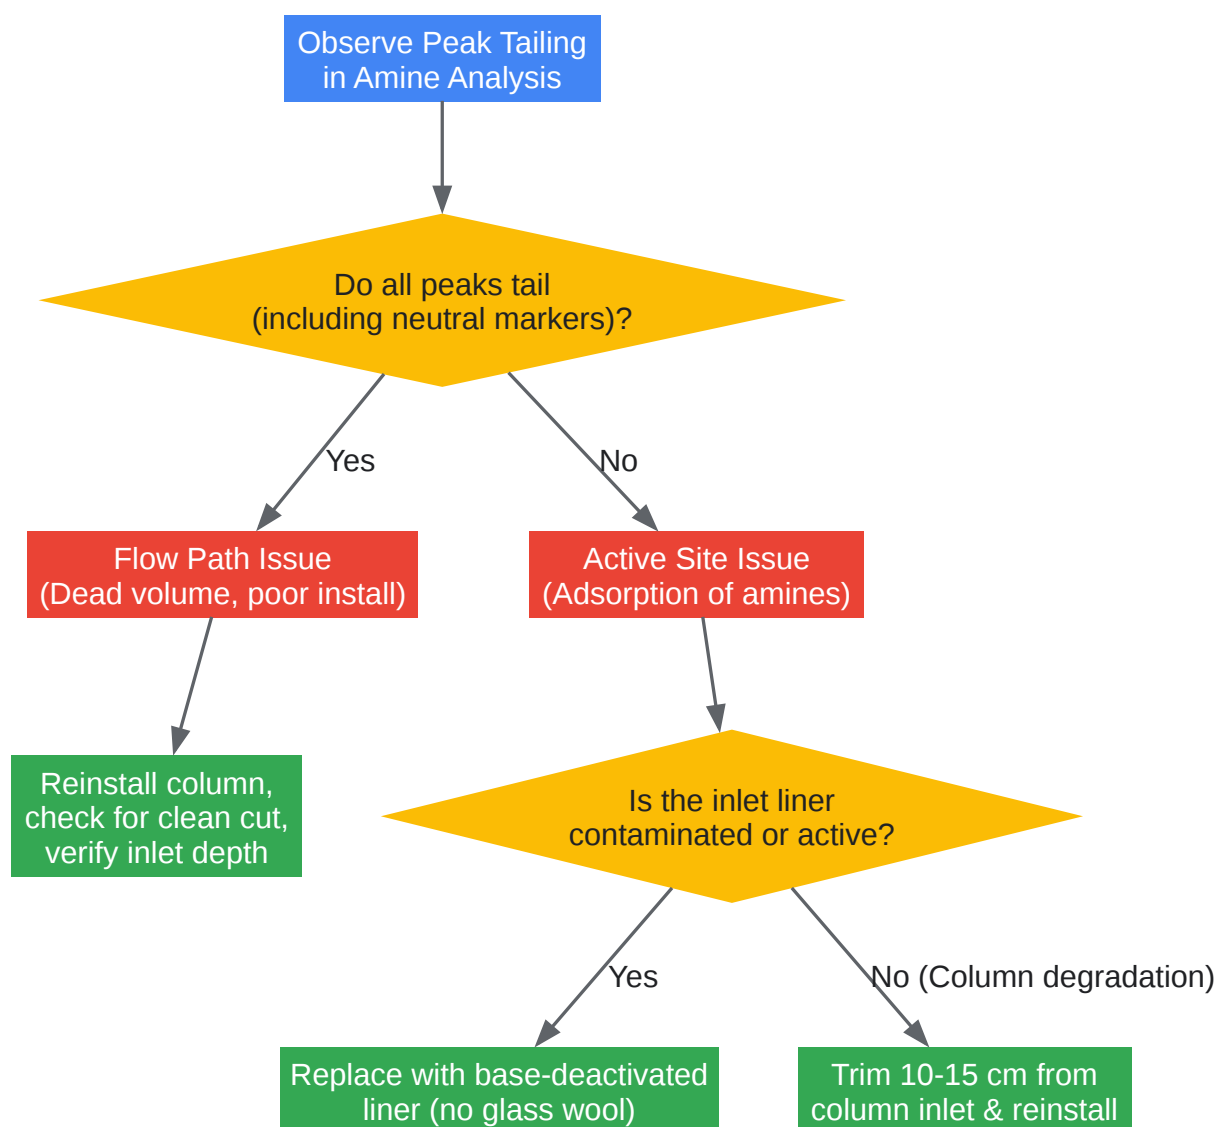 Observe Peak Tailing
in Amine Analysis
Do all peaks tail
(including neutral markers)?
Yes
No
Flow Path Issue
(Dead volume, poor install)
Active Site Issue
(Adsorption of amines)
Reinstall column,
check for clean cut,
verify inlet depth
Is the inlet liner
contaminated or active?
Yes
No (Column degradation)
Replace with base-deactivated
liner (no glass wool)
Trim 10-15 cm from
column inlet & reinstall